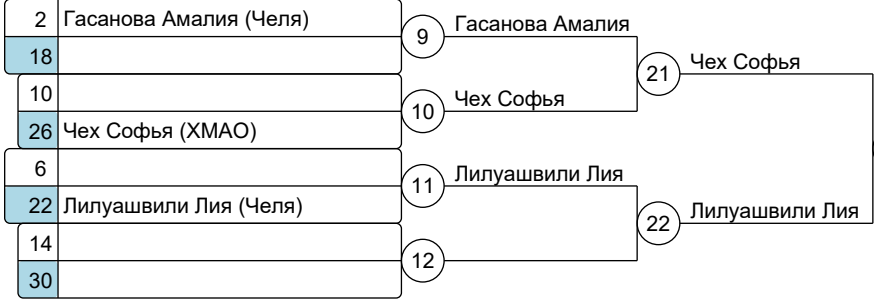 2 Гасанова Амалия (Челя)
18
9 Гасанова Амалия
10
26 Чех Софья (ХМАО)
10 Чех Софья
21 Чех Софья
6
22 Лилуашвили Лия (Челя)
11 Лилуашвили Лия
14
30
12
22 Лилуашвили Лия